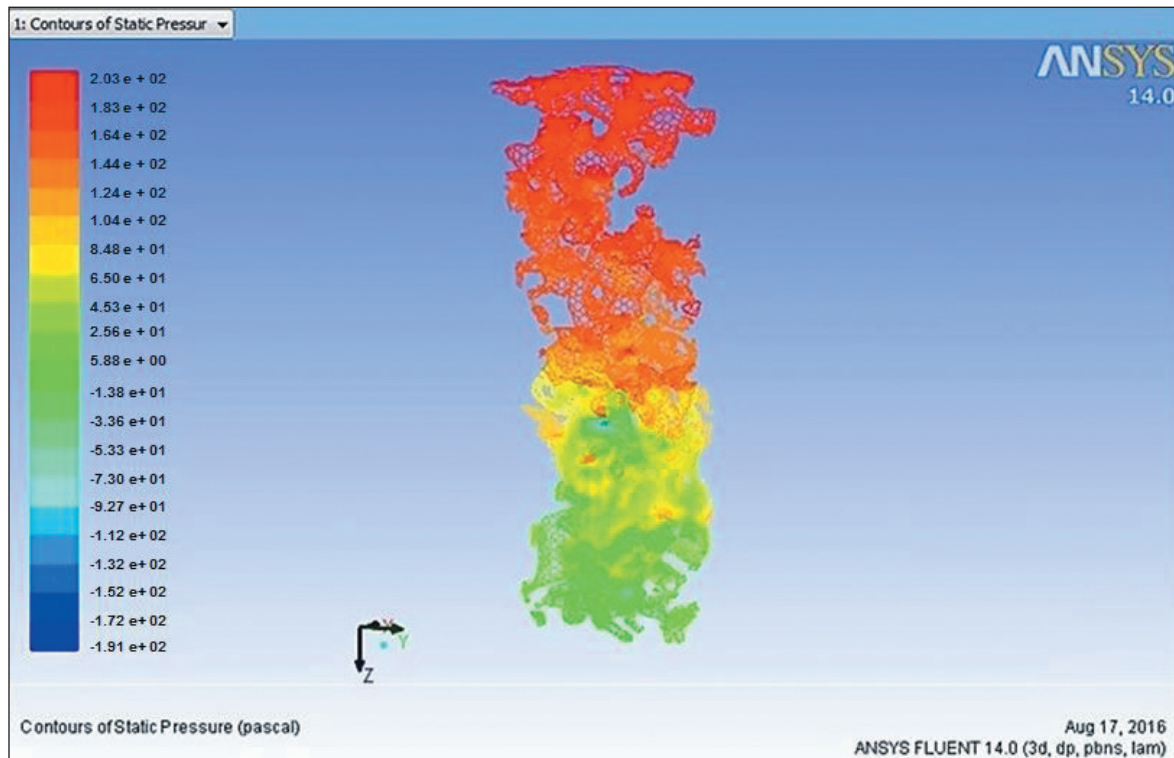 1: Contours of Static Pressur
ANSYS
14.0
2.03 e + 02
1.83 e + 02
1.64 e + 02
1.44 e + 02
1.24 e + 02
1.04 e + 02
8.48 e + 01
6.50 e + 01
4.53 e + 01
2.56 e + 01
5.88 e + 00
-1.38 e+ 01
-3.36 e + 01
-5.33 e + 01
-7.30 e + 01
-9.27 e + 01
-1.12 e + 02
-1.32 e + 02
-1.52 e + 02
-1.72 e + 02
-1.91 e + 02
X
Y
Z
Contours of Static Pressure (pascal)
Aug 17, 2016
ANSYS FLUENT 14.0 (3d, dp, pbns, lam)